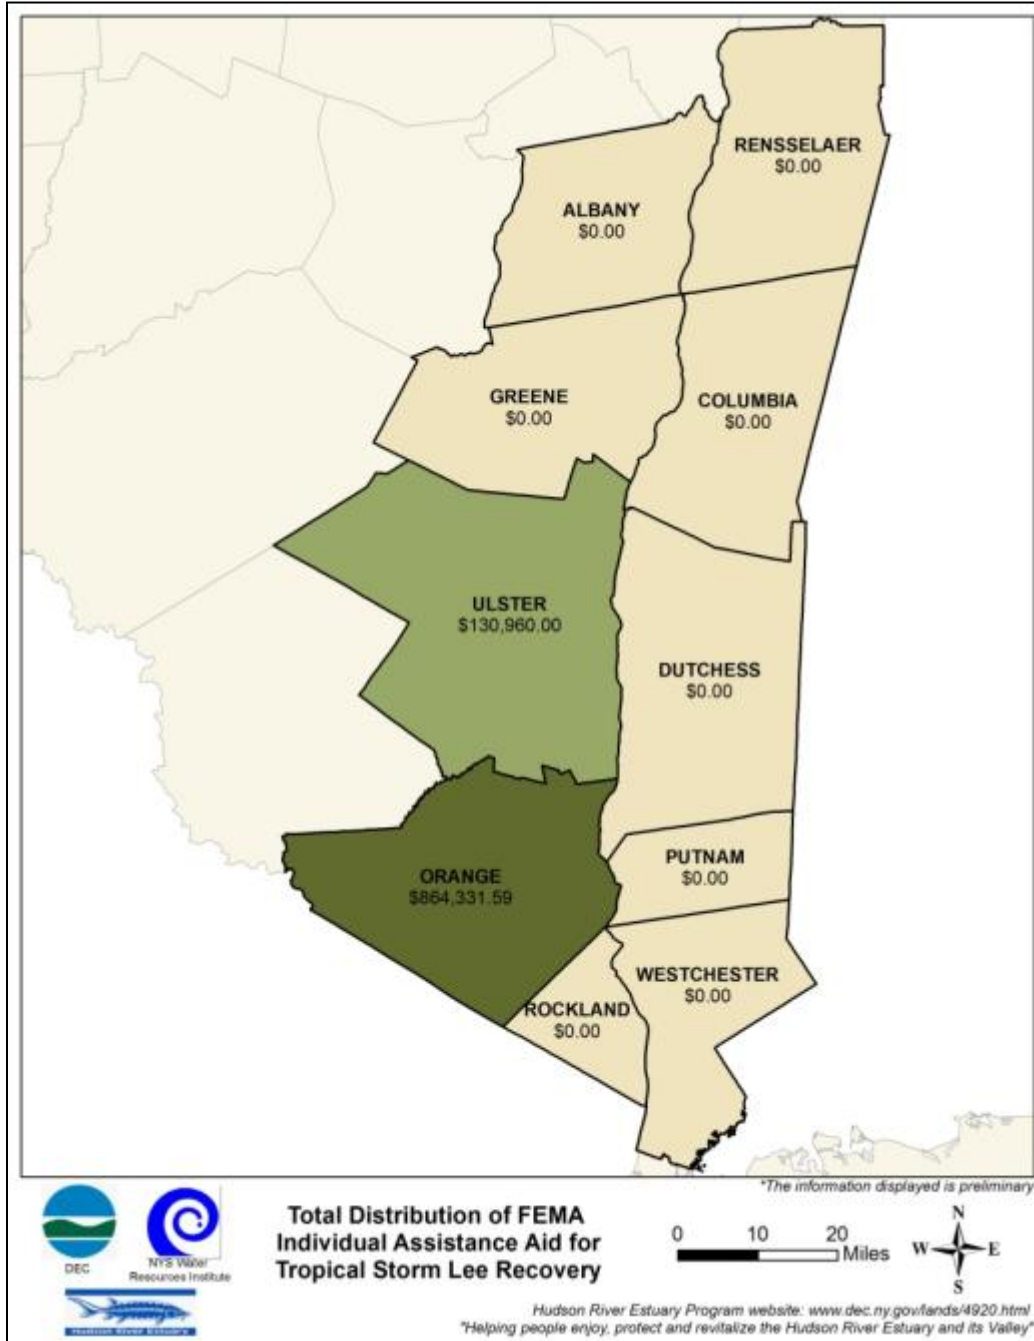 RENSSELAER
$0.00
ALBANY
$0.00
GREENE
$0.00
COLUMBIA
$0.00
ULSTER
$130,960.00
DUTCHESS
$0.00
PUTNAM
$0.00
ORANGE
$864,331.59
WESTCHESTER
$0.00
ROCKLAND
$0.00
*The information displayed is preliminary
DEC
NYS Water
Resources Institute
Hudson River Estuary
Total Distribution of FEMA
Individual Assistance Aid for
Tropical Storm Lee Recovery
0 10 20
Miles
N
W E
S
Hudson River Estuary Program website: www.dec.ny.gov/lands/4920.html
"Helping people enjoy, protect and revitalize the Hudson River Estuary and its Valley"